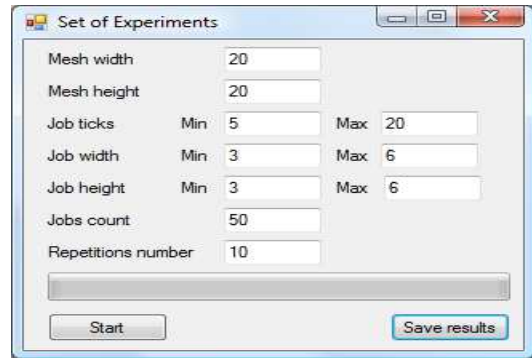 Set of Experiments
Mesh width 20
Mesh height 20
Job ticks Min 5 Max 20
Job width Min 3 Max 6
Job height Min 3 Max 6
Jobs count 50
Repetitions number 10
Start Save results